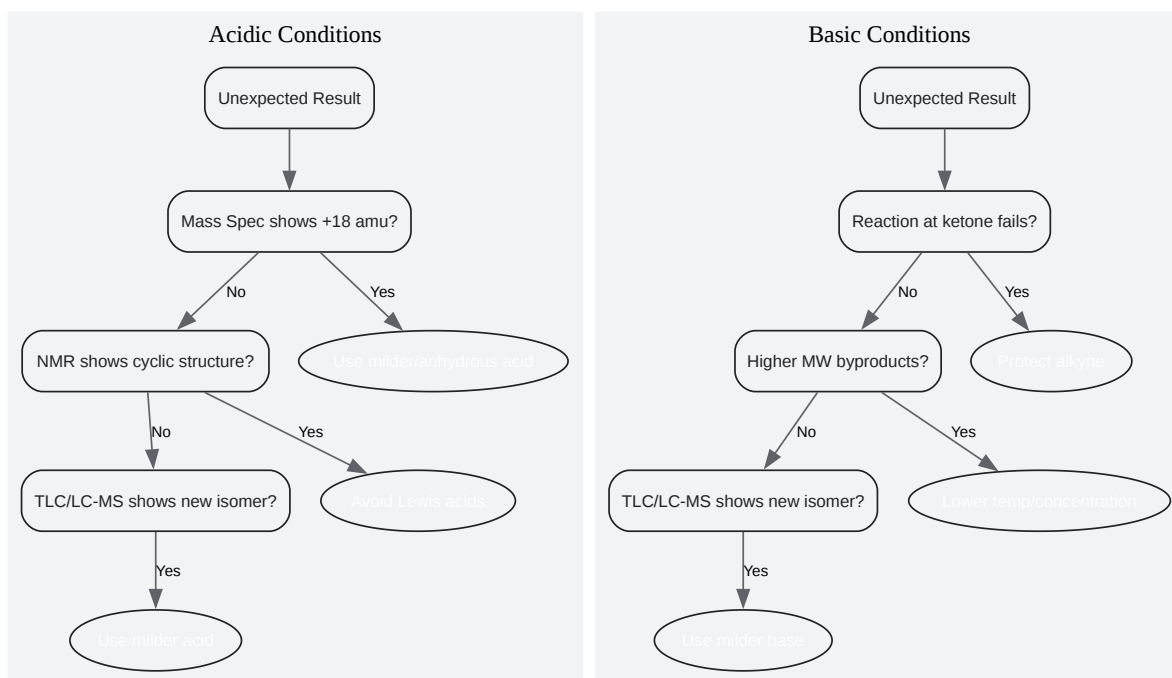 Acidic Conditions
Unexpected Result
Mass Spec shows +18 amu?
No
Yes
NMR shows cyclic structure?
Use milder/anhydrous acid
No
Yes
TLC/LC-MS shows new isomer?
Avoid Lewis acids
Yes
Use milder acid
Basic Conditions
Unexpected Result
Reaction at ketone fails?
No
Yes
Higher MW byproducts?
Protect alkyne
No
Yes
TLC/LC-MS shows new isomer?
Lower temp/concentration
Yes
Use milder base